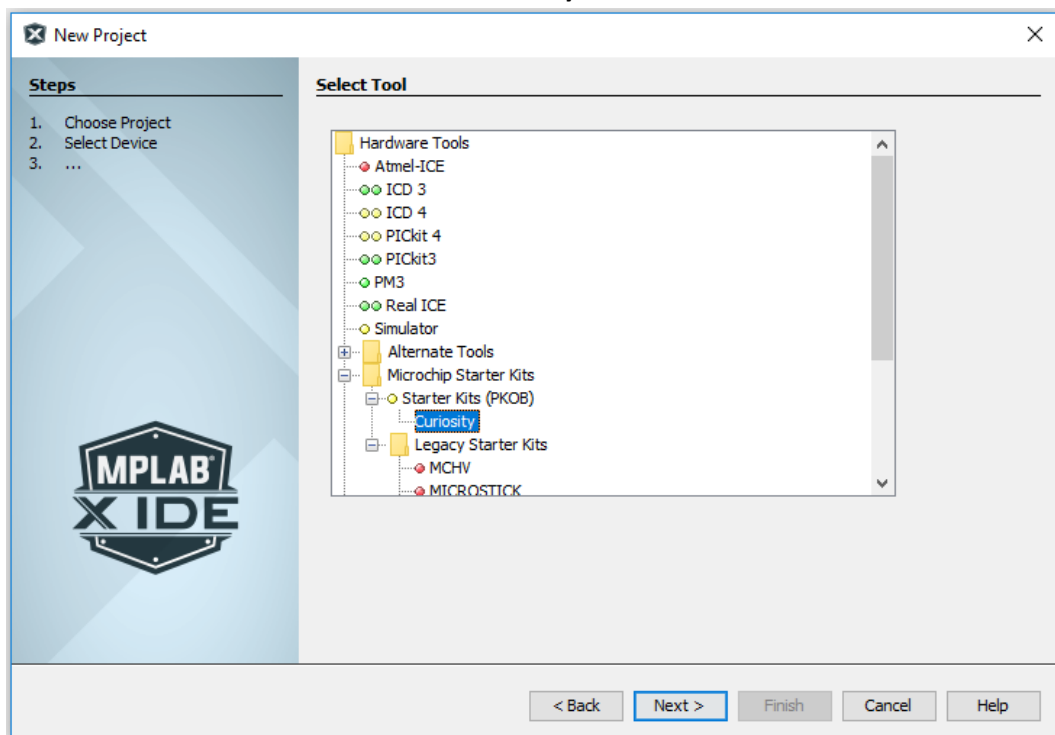 New Project
Steps
1. Choose Project
2. Select Device
3. ...
Select Tool
Hardware Tools
Atmel-ICE
ICD 3
ICD 4
PICkit 4
PICkit3
PM3
Real ICE
Simulator
Alternate Tools
Microchip Starter Kits
Starter Kits (PKOB)
Curiosity
Legacy Starter Kits
MCHV
MICROSTICK
MPLAB
X IDE
< Back
Next >
Finish
Cancel
Help